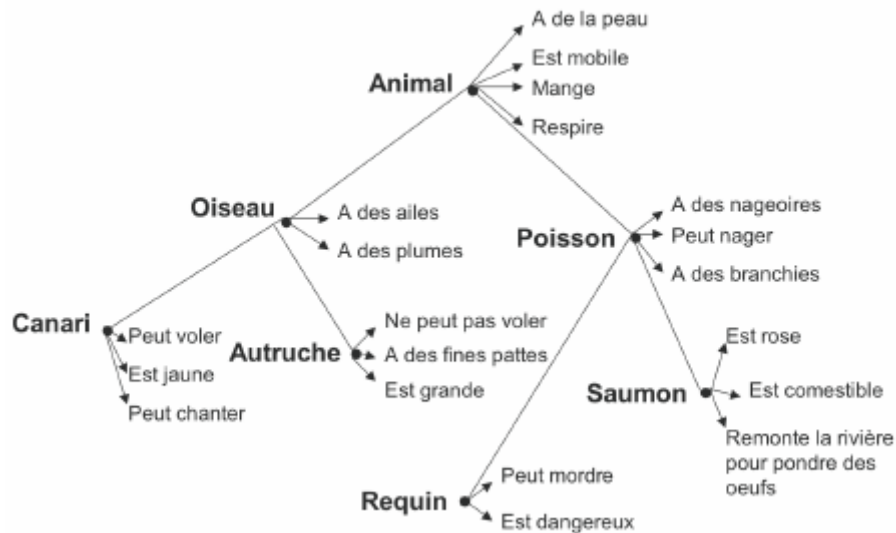 A de la peau
Est mobile
Animal
Mange
Respire
Oiseau
A des ailes
A des plumes
Poisson
A des nageoires
Peut nager
A des branchies
Canari
Peut voler
Est jaune
Peut chanter
Autruche
Ne peut pas voler
A des fines pattes
Est grande
Saumon
Est rose
Est comestible
Remonte la rivière
pour pondre des
oeufs
Requin
Peut mordre
Est dangereux